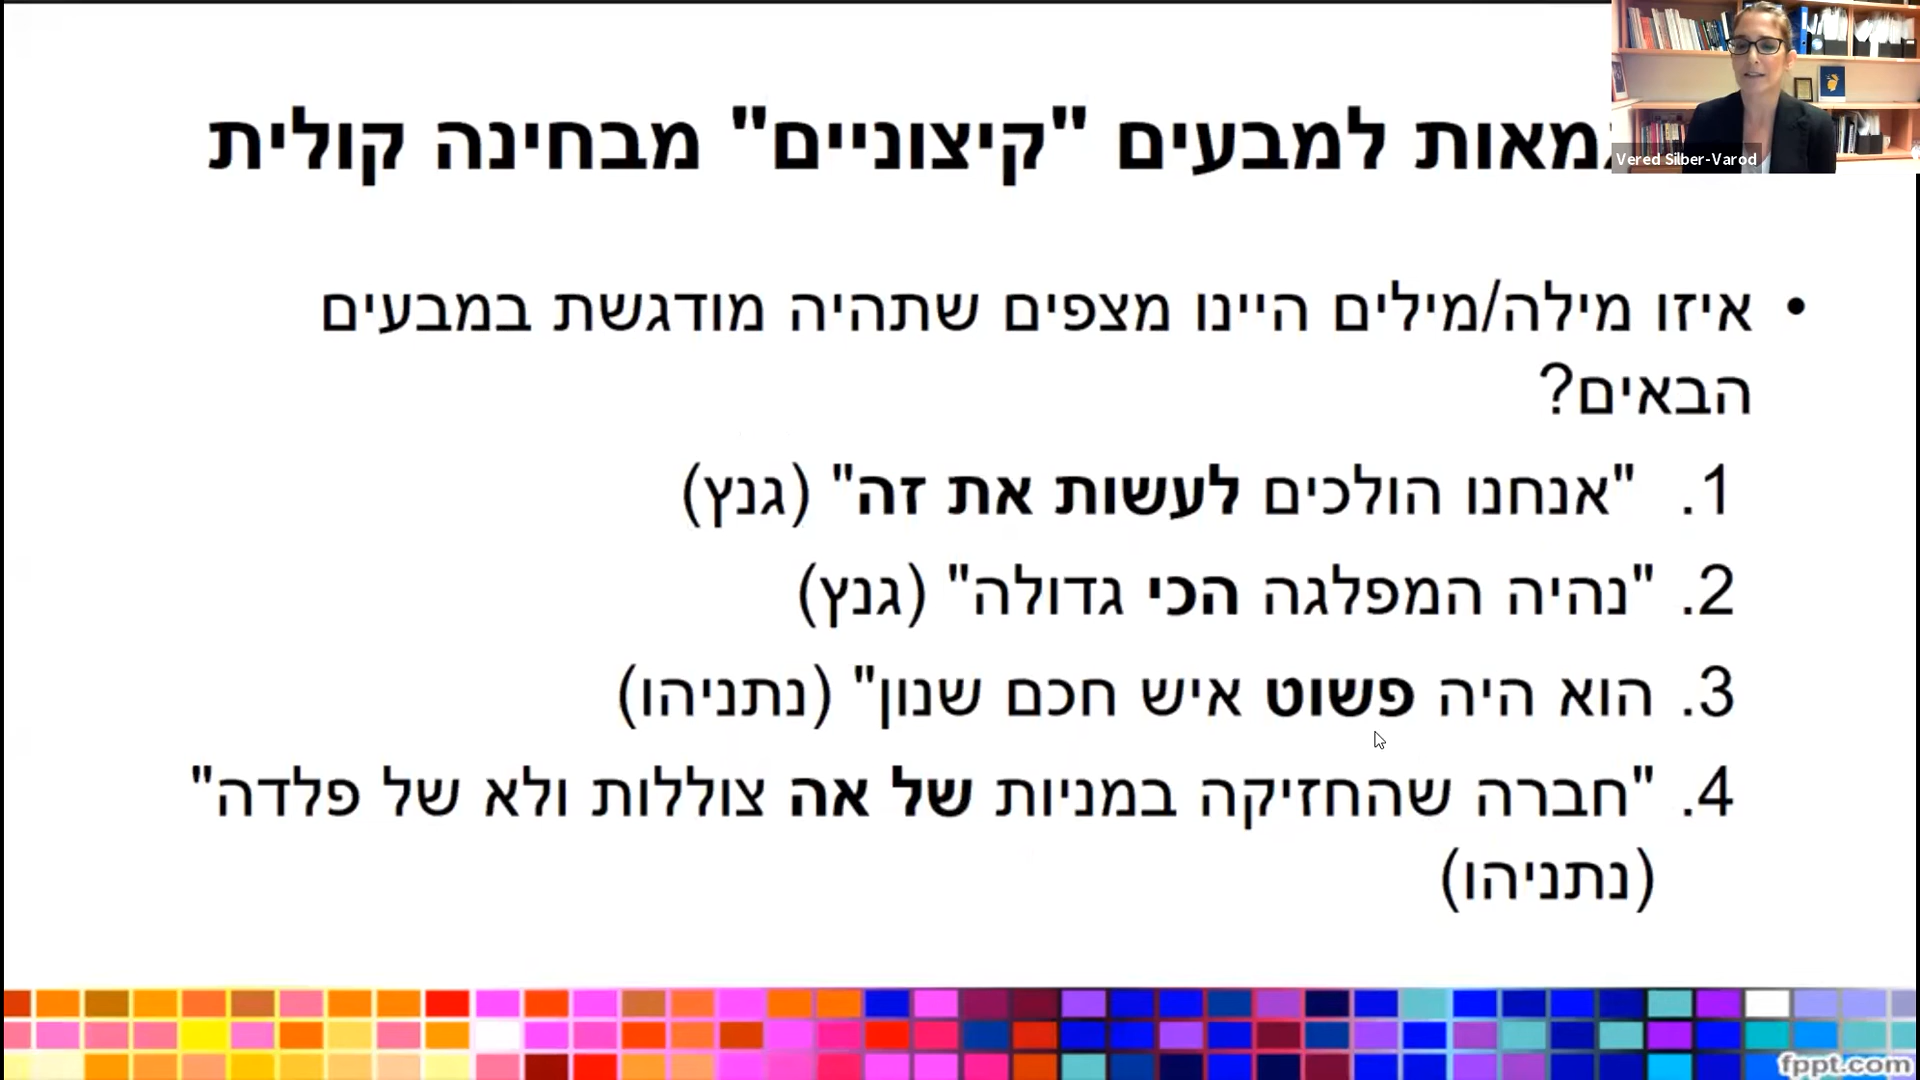 Vered Silber-Varod
למבעים "קיצוניים" מבחינה קולית
• איזו מילה/מילים היינו מצפים שתהיה מודגשת במבעים
הבאים?
1. "אנחנו הולכים לעשות את זה" (גנץ)
2. "נהיה המפלגה הכי גדולה" (גנץ)
3. הוא היה פשוט איש חכם שנון" (נתניהו)
4. "חברה שהחזיקה במניות של אה צוללות ולא של פלדה"
(נתניהו)
fppt.com